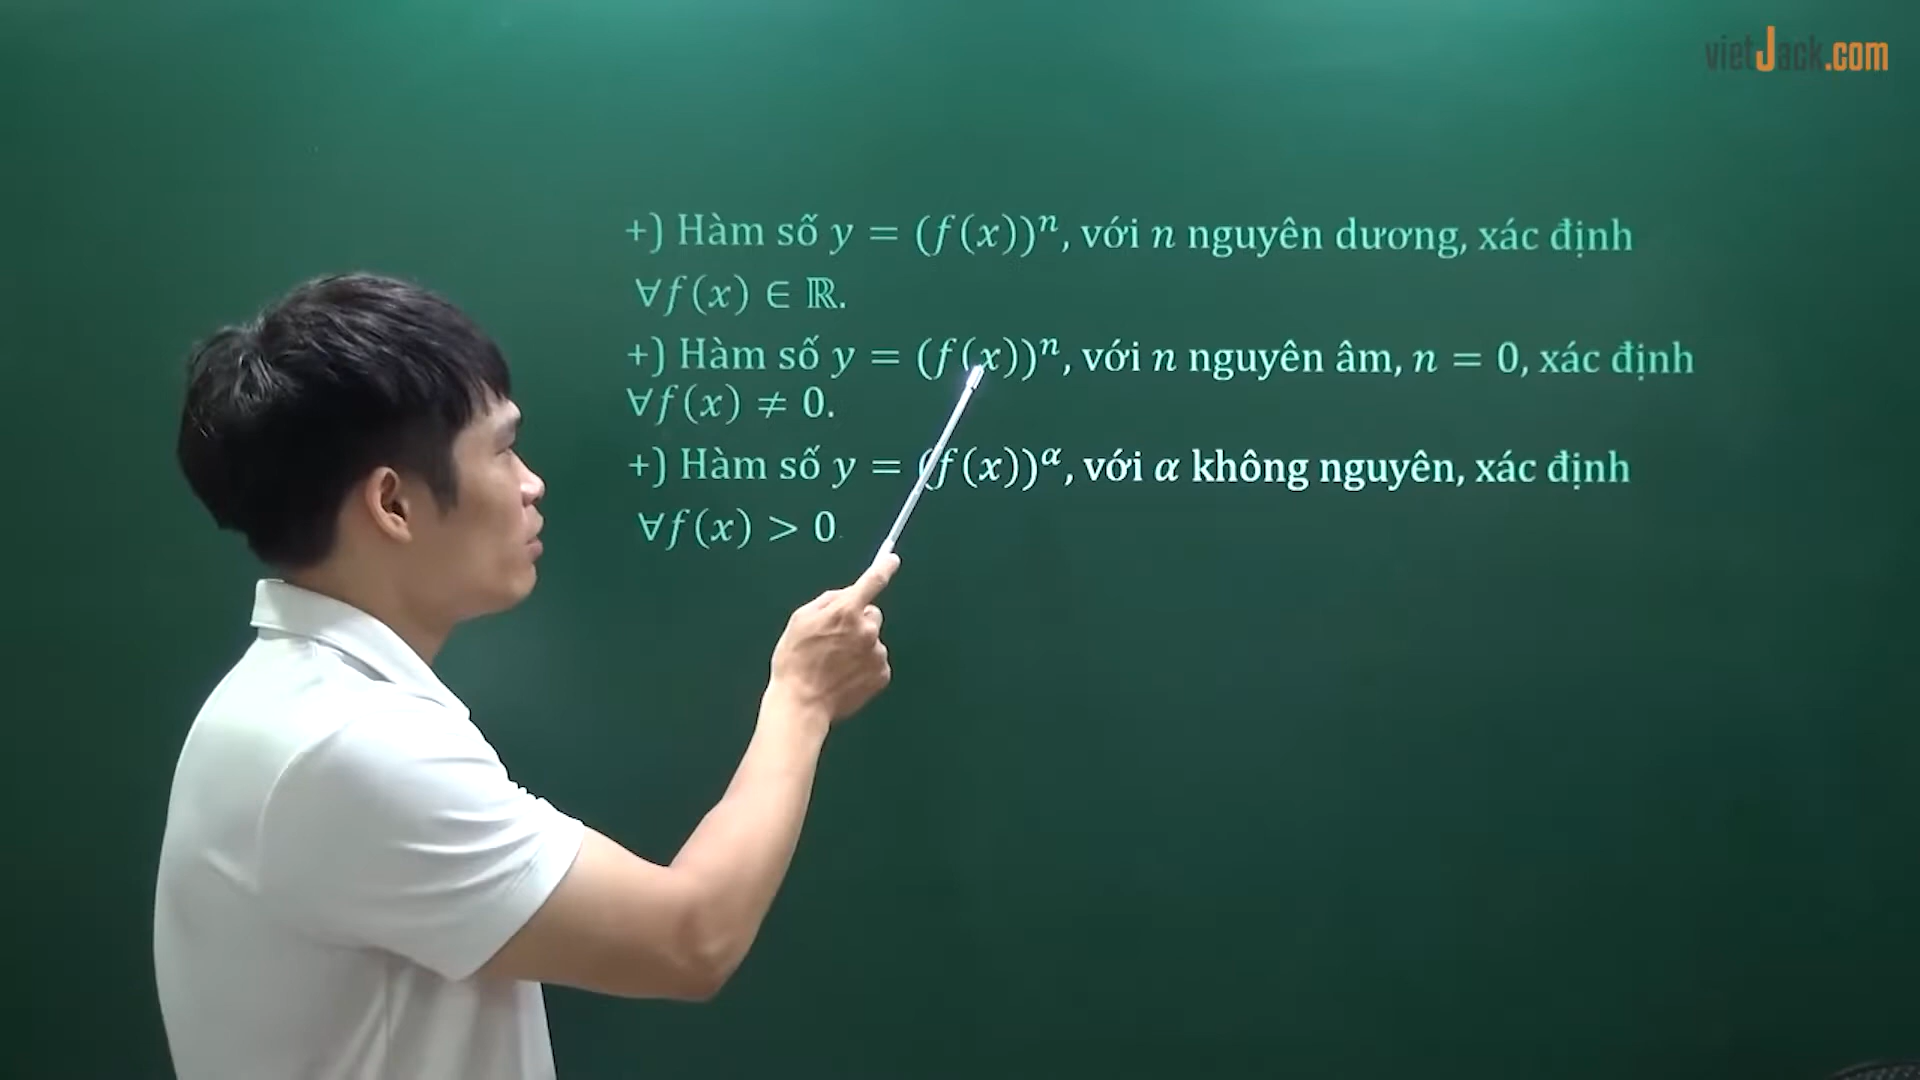 vietJack.com
+) Hàm số y = (f(x))ⁿ, với n nguyên dương, xác định
∀f(x) ∈ ℝ.
+) Hàm số y = (f(x))ⁿ, với n nguyên âm, n = 0, xác định
∀f(x) ≠ 0.
+) Hàm số y = (f(x))^α, với α không nguyên, xác định
∀f(x) > 0